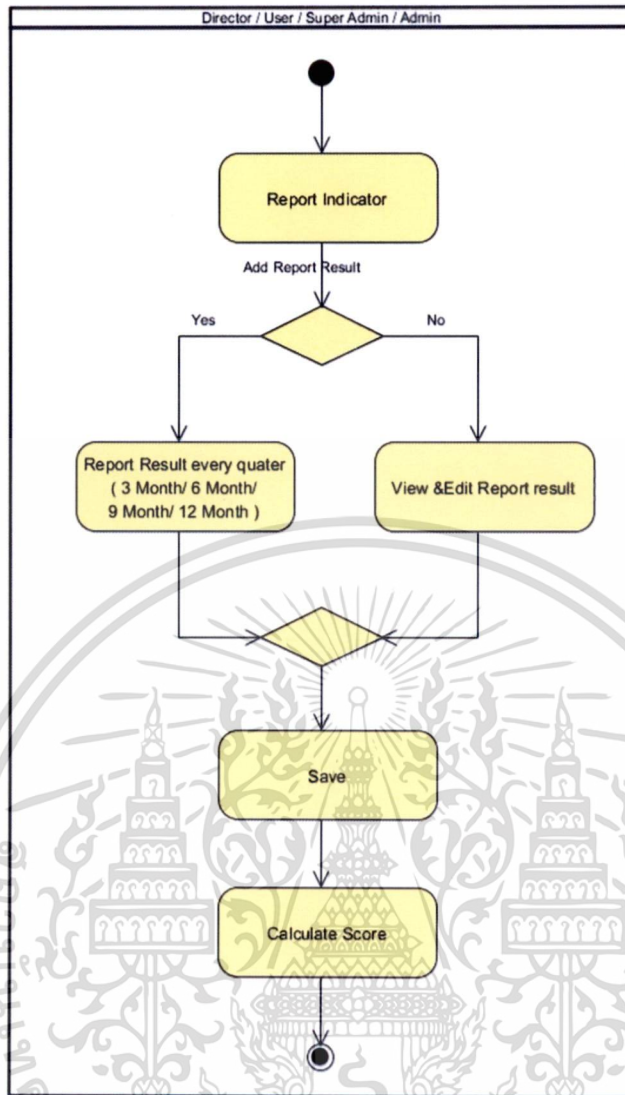 Director / User / Super Admin / Admin
Report Indicator
Add Report Result
Yes
No
Report Result every quater
( 3 Month/ 6 Month/
9 Month/ 12 Month )
View &Edit Report result
Save
Calculate Score